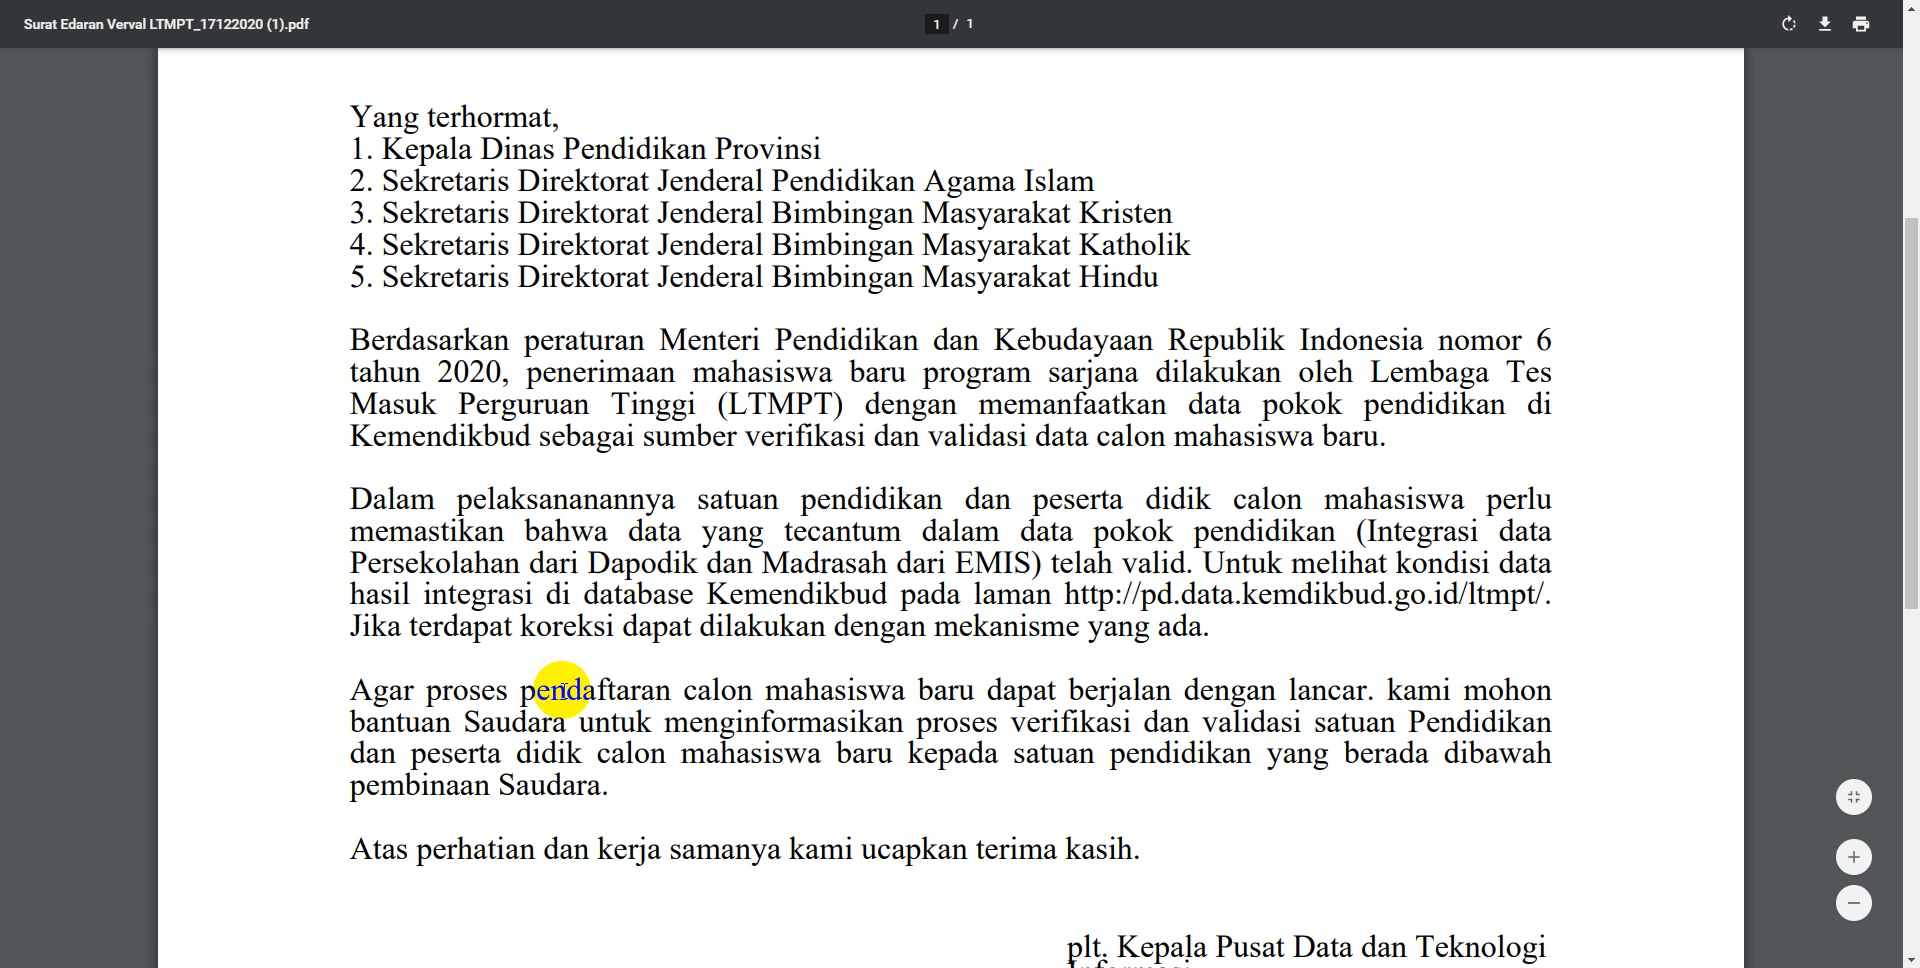 Surat Edaran Verval LTMPT_17122020 (1).pdf
1 / 1
Yang terhormat,
1. Kepala Dinas Pendidikan Provinsi
2. Sekretaris Direktorat Jenderal Pendidikan Agama Islam
3. Sekretaris Direktorat Jenderal Bimbingan Masyarakat Kristen
4. Sekretaris Direktorat Jenderal Bimbingan Masyarakat Katholik
5. Sekretaris Direktorat Jenderal Bimbingan Masyarakat Hindu
Berdasarkan peraturan Menteri Pendidikan dan Kebudayaan Republik Indonesia nomor 6
tahun 2020, penerimaan mahasiswa baru program sarjana dilakukan oleh Lembaga Tes
Masuk Perguruan Tinggi (LTMPT) dengan memanfaatkan data pokok pendidikan di
Kemendikbud sebagai sumber verifikasi dan validasi data calon mahasiswa baru.
Dalam pelaksananannya satuan pendidikan dan peserta didik calon mahasiswa perlu
memastikan bahwa data yang tecantum dalam data pokok pendidikan (Integrasi data
Persekolahan dari Dapodik dan Madrasah dari EMIS) telah valid. Untuk melihat kondisi data
hasil integrasi di database Kemendikbud pada laman http://pd.data.kemdikbud.go.id/ltmpt/.
Jika terdapat koreksi dapat dilakukan dengan mekanisme yang ada.
Agar proses pendaftaran calon mahasiswa baru dapat berjalan dengan lancar. kami mohon
bantuan Saudara untuk menginformasikan proses verifikasi dan validasi satuan Pendidikan
dan peserta didik calon mahasiswa baru kepada satuan pendidikan yang berada dibawah
pembinaan Saudara.
Atas perhatian dan kerja samanya kami ucapkan terima kasih.
plt. Kepala Pusat Data dan Teknologi